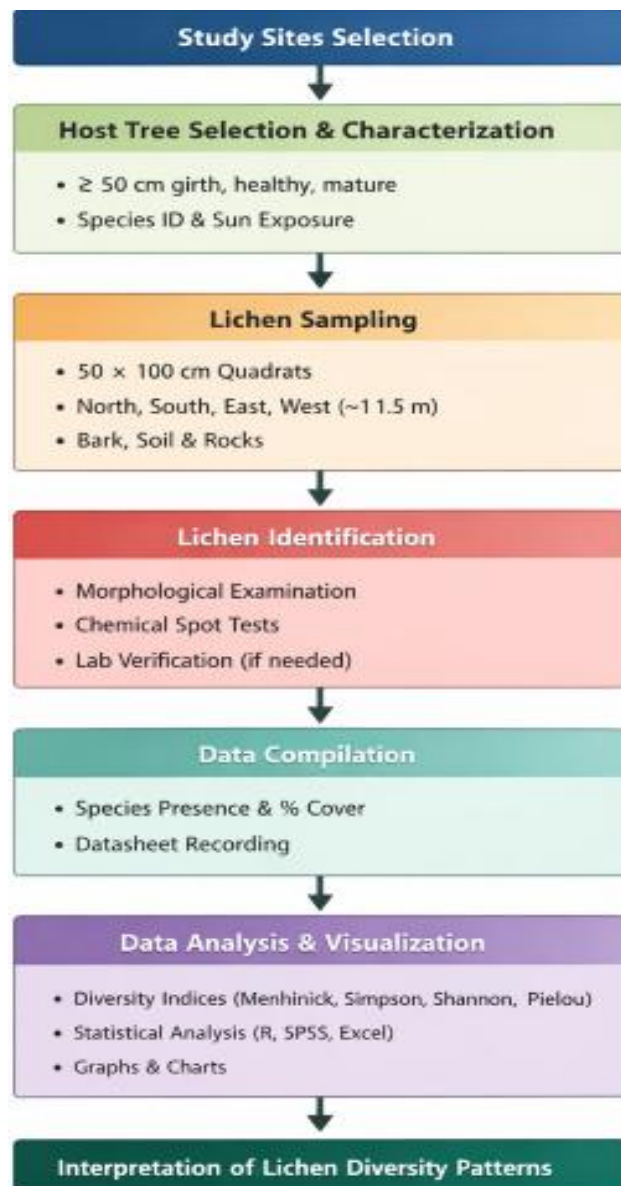 Study Sites Selection
Host Tree Selection & Characterization
• ≥ 50 cm girth, healthy, mature
• Species ID & Sun Exposure
Lichen Sampling
• 50 × 100 cm Quadrats
• North, South, East, West (~11.5 m)
• Bark, Soil & Rocks
Lichen Identification
• Morphological Examination
• Chemical Spot Tests
• Lab Verification (if needed)
Data Compilation
• Species Presence & % Cover
• Datasheet Recording
Data Analysis & Visualization
• Diversity Indices (Menhinick, Simpson, Shannon, Pielou)
• Statistical Analysis (R, SPSS, Excel)
• Graphs & Charts
Interpretation of Lichen Diversity Patterns